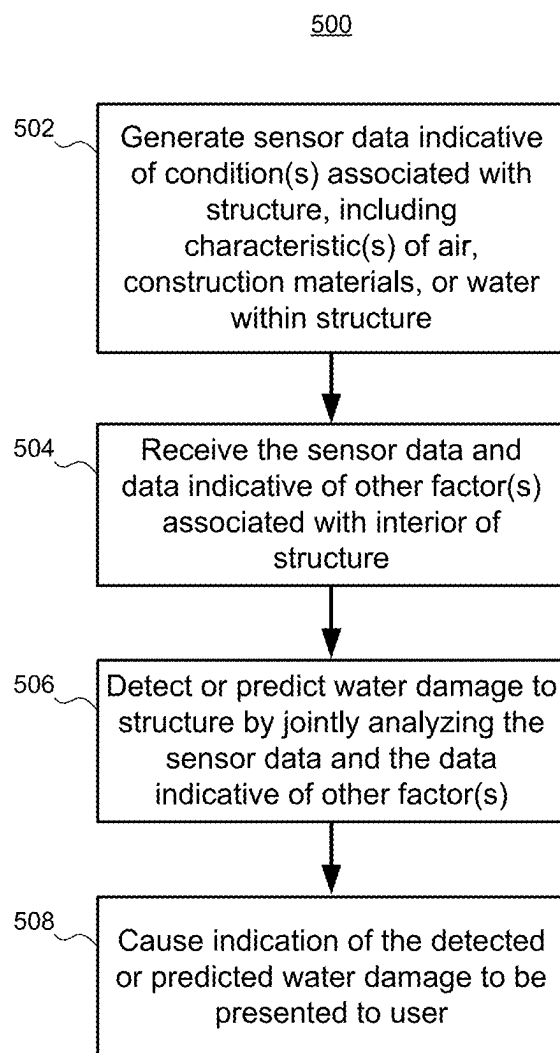 500
502
Generate sensor data indicative
of condition(s) associated with
structure, including
characteristic(s) of air,
construction materials, or water
within structure
504
Receive the sensor data and
data indicative of other factor(s)
associated with interior of
structure
506
Detect or predict water damage to
structure by jointly analyzing the
sensor data and the data
indicative of other factor(s)
508
Cause indication of the detected
or predicted water damage to be
presented to user